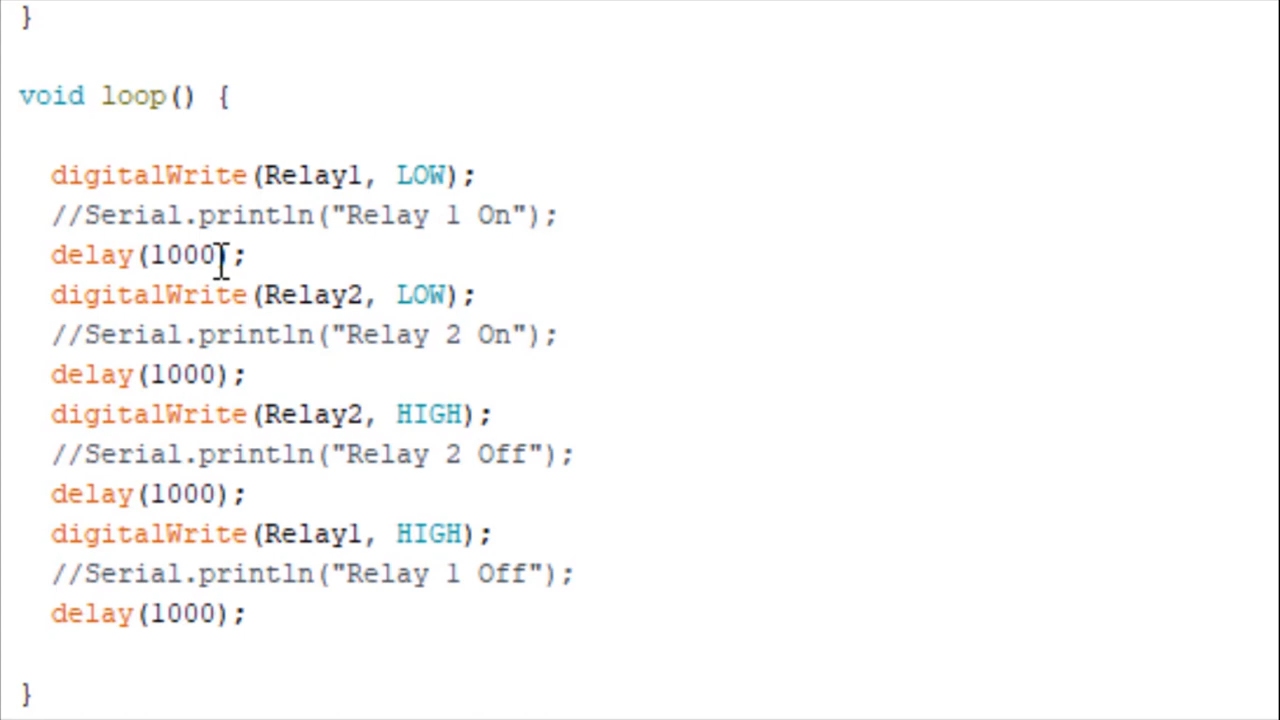 }
void loop() {
digitalWrite(Relay1, LOW);
//Serial.println("Relay 1 On");
delay(1000);
digitalWrite(Relay2, LOW);
//Serial.println("Relay 2 On");
delay(1000);
digitalWrite(Relay2, HIGH);
//Serial.println("Relay 2 Off");
delay(1000);
digitalWrite(Relay1, HIGH);
//Serial.println("Relay 1 Off");
delay(1000);
}